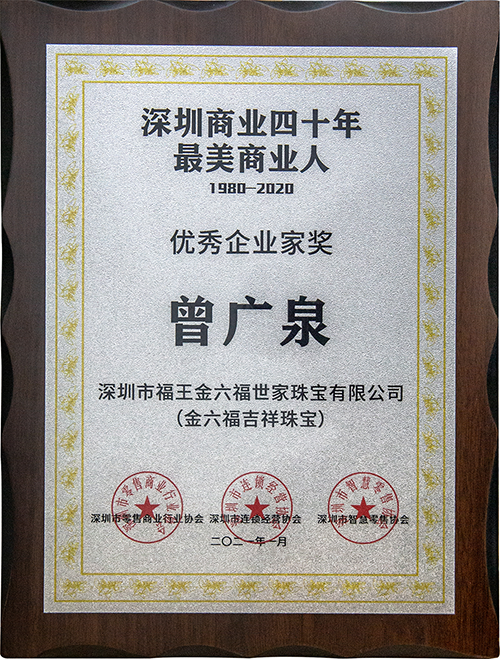 深圳商业四十年
最美商业人
1980-2020
优秀企业家奖
曾广泉
深圳市福王金六福世家珠宝有限公司
（金六福吉祥珠宝）
深圳市零售商业行业协会 深圳市连锁经营协会 深圳市智慧零售协会
二〇二一年一月